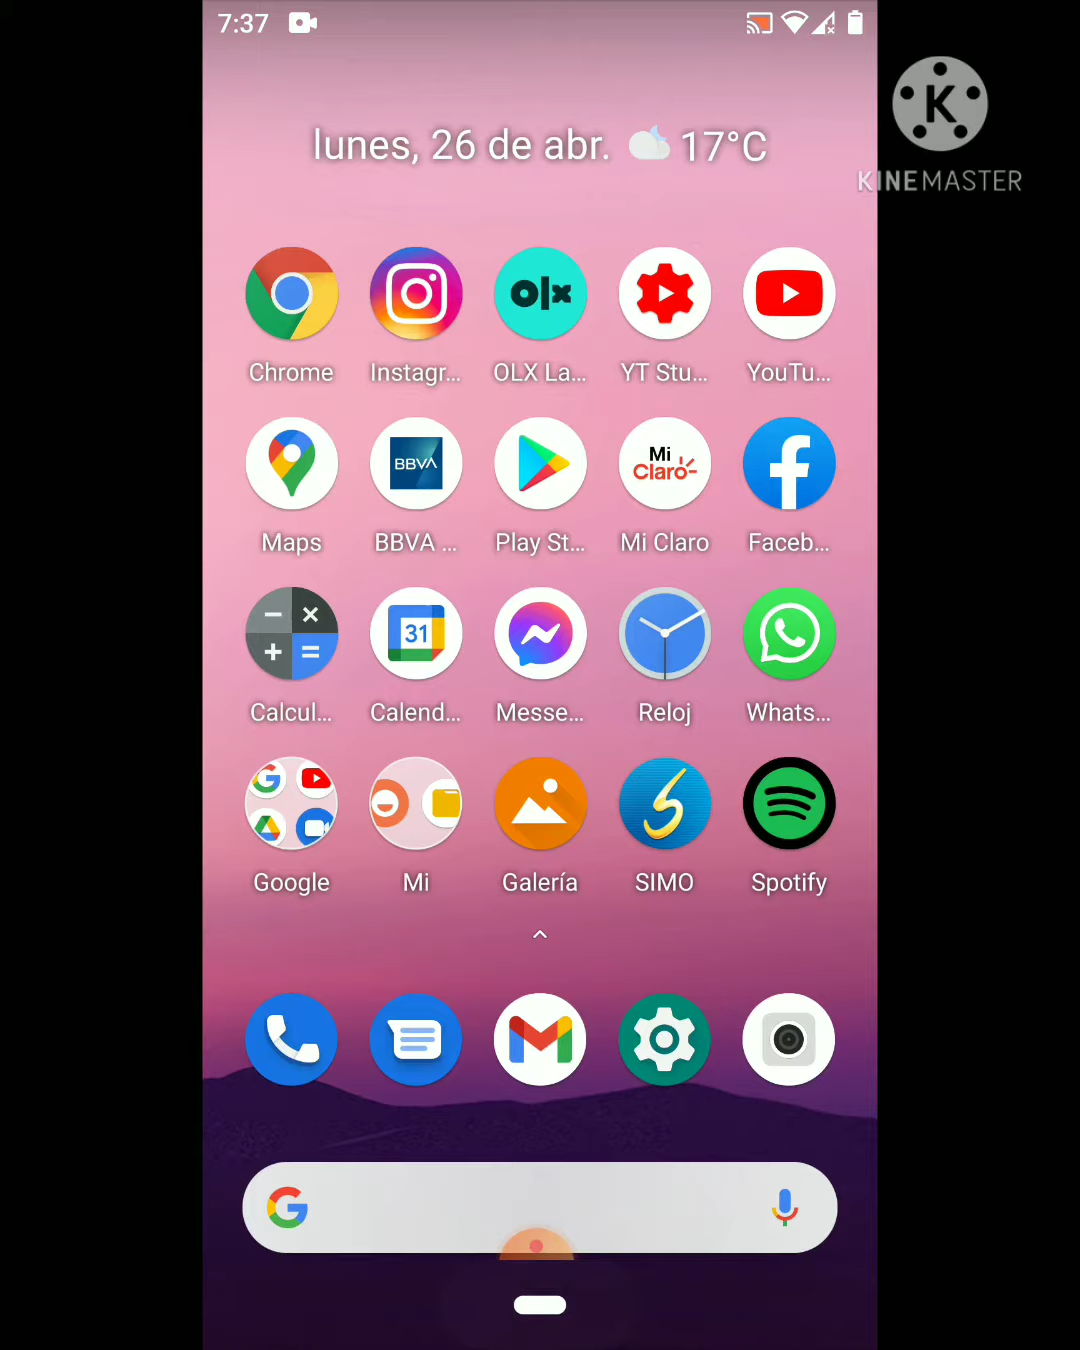 7:37
lunes, 26 de abr. 17°C
K
KINEMASTER
olx
Chrome Instagr... OLX La... YT Stu... YouTu...
BBVA Mi Claro
Maps BBVA ... Play St... Mi Claro Faceb...
31
Calcul... Calend... Messe... Reloj Whats...
Google Mi Galería SIMO Spotify